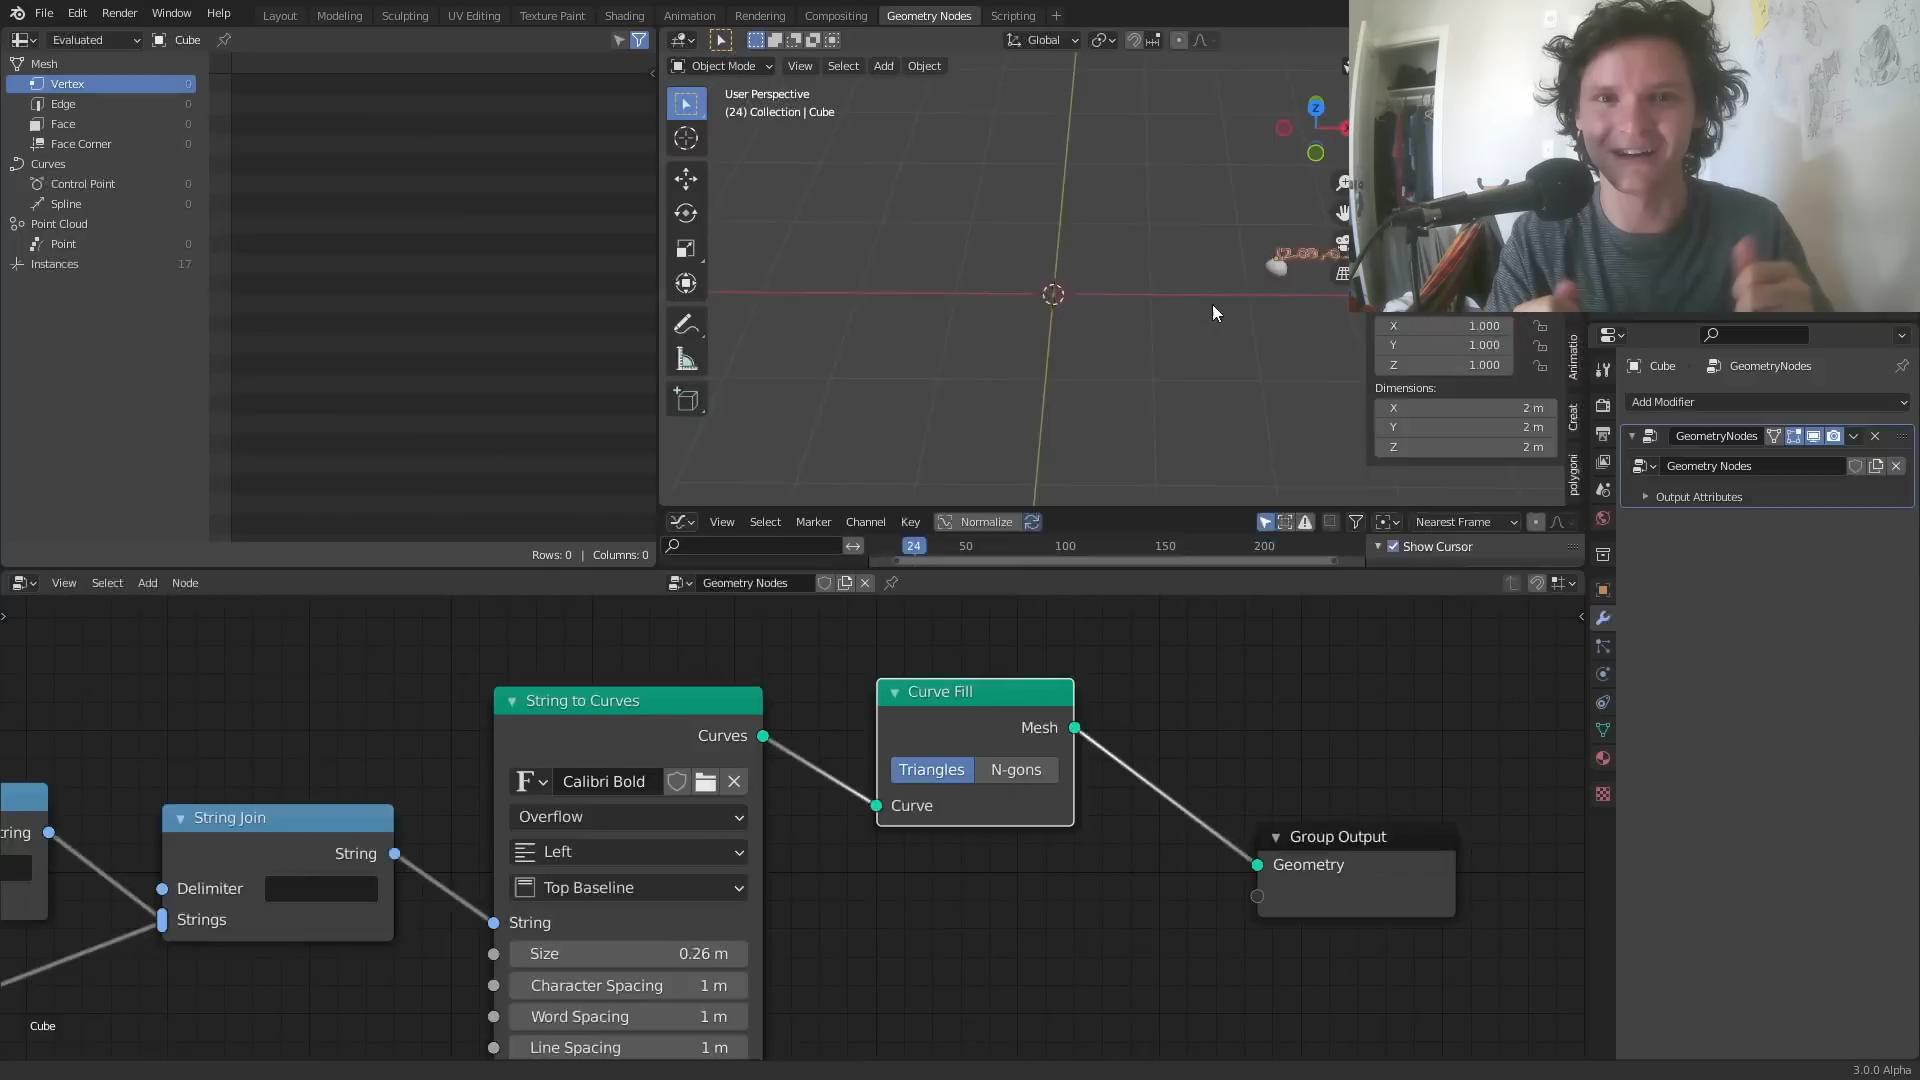 File Edit Render Window Help Layout Modeling Sculpting UV Editing Texture Paint Shading Animation Rendering Compositing Geometry Nodes Scripting
Evaluated Cube
Global
Mesh
Vertex 0
Edge 0
Face 0
Face Corner 0
Curves
Control Point 0
Spline 0
Point Cloud
Point 0
Instances 17
Rows: 0 | Columns: 0
Object Mode View Select Add Object
User Perspective
(24) Collection | Cube
Z
X 1.000
Y 1.000
Z 1.000
Dimensions:
X 2 m
Y 2 m
Z 2 m
Animatio
Creat
polygoni
Cube GeometryNodes
Add Modifier
GeometryNodes
Geometry Nodes
Output Attributes
View Select Marker Channel Key Normalize Nearest Frame
24 50 100 150 200
Show Cursor
View Select Add Node Geometry Nodes
String Join
String
Delimiter
Strings
String to Curves
Curves
F Calibri Bold
Overflow
Left
Top Baseline
String
Size 0.26 m
Character Spacing 1 m
Word Spacing 1 m
Line Spacing 1 m
Curve Fill
Mesh
Triangles N-gons
Curve
Group Output
Geometry
Cube
3.0.0 Alpha